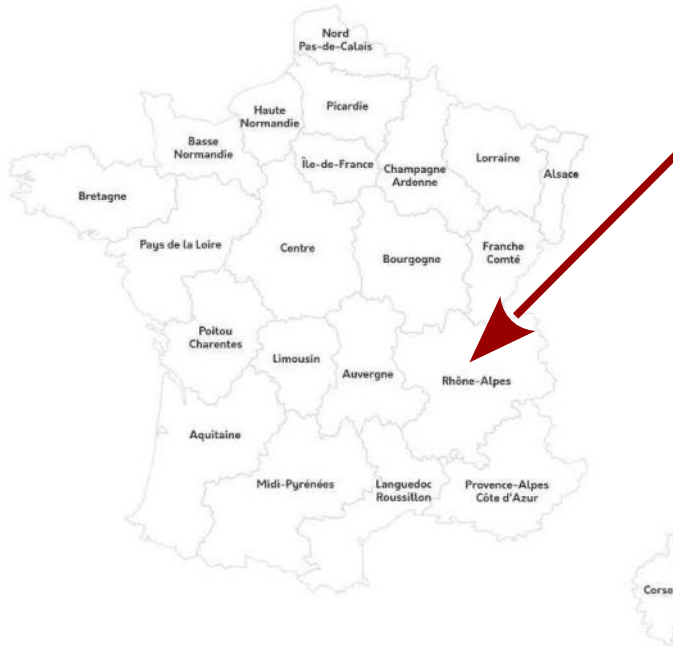 Nord
Pas-de-Calais
Haute
Normandie
Picardie
Basse
Normandie
Île-de-France
Champagne
Ardenne
Lorraine
Alsace
Bretagne
Pays de la Loire
Centre
Bourgogne
Franche
Comté
Poitou
Charentes
Limousin
Auvergne
Rhône-Alpes
Aquitaine
Midi-Pyrénées
Languedoc
Roussillon
Provence-Alpes
Côte d'Azur
Corse